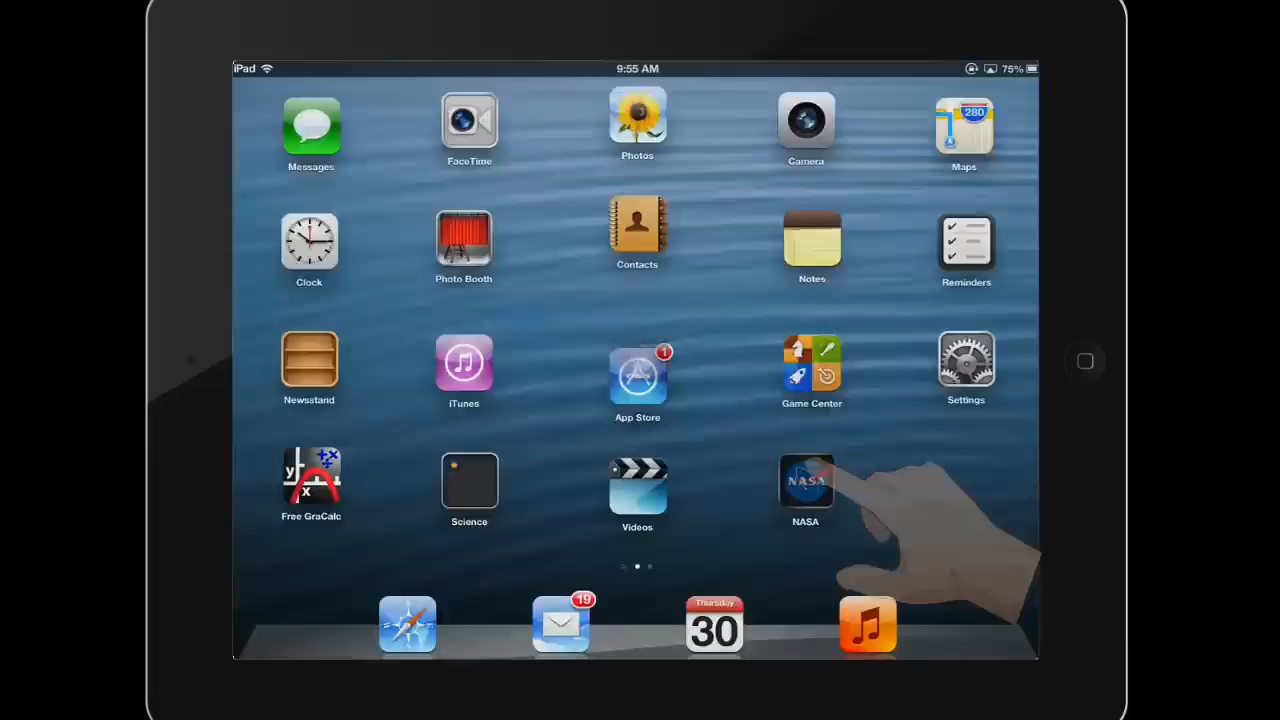 iPad 9:55 AM 75%
280
Messages FaceTime Photos Camera Maps
Clock Photo Booth Contacts Notes Reminders
1
Newsstand iTunes App Store Game Center Settings
y x
NASA
Free GraCalc Science Videos NASA
19 Thursday
30